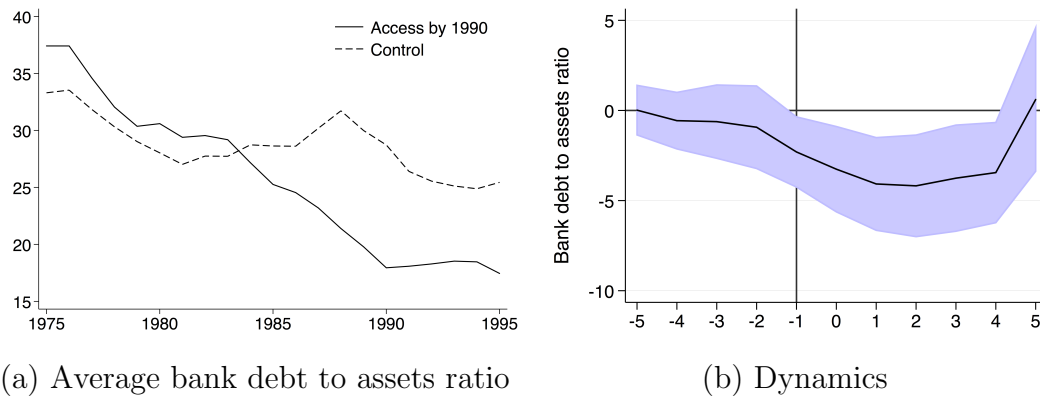 40
35
30
25
20
15
1975 1980 1985 1990 1995
Access by 1990
Control
(a) Average bank debt to assets ratio
Bank debt to assets ratio
5
0
-5
-10
-5 -4 -3 -2 -1 0 1 2 3 4 5
(b) Dynamics